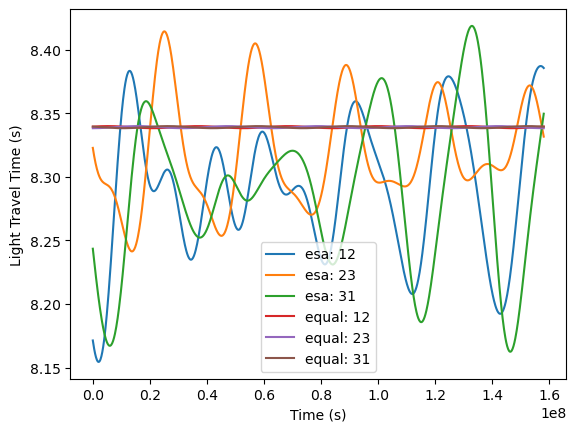 8.40
8.35
8.30
8.25
8.20
8.15
Light Travel Time (s)
esa: 12
esa: 23
esa: 31
equal: 12
equal: 23
equal: 31
0.0 0.2 0.4 0.6 0.8 1.0 1.2 1.4 1.6
1e8
Time (s)